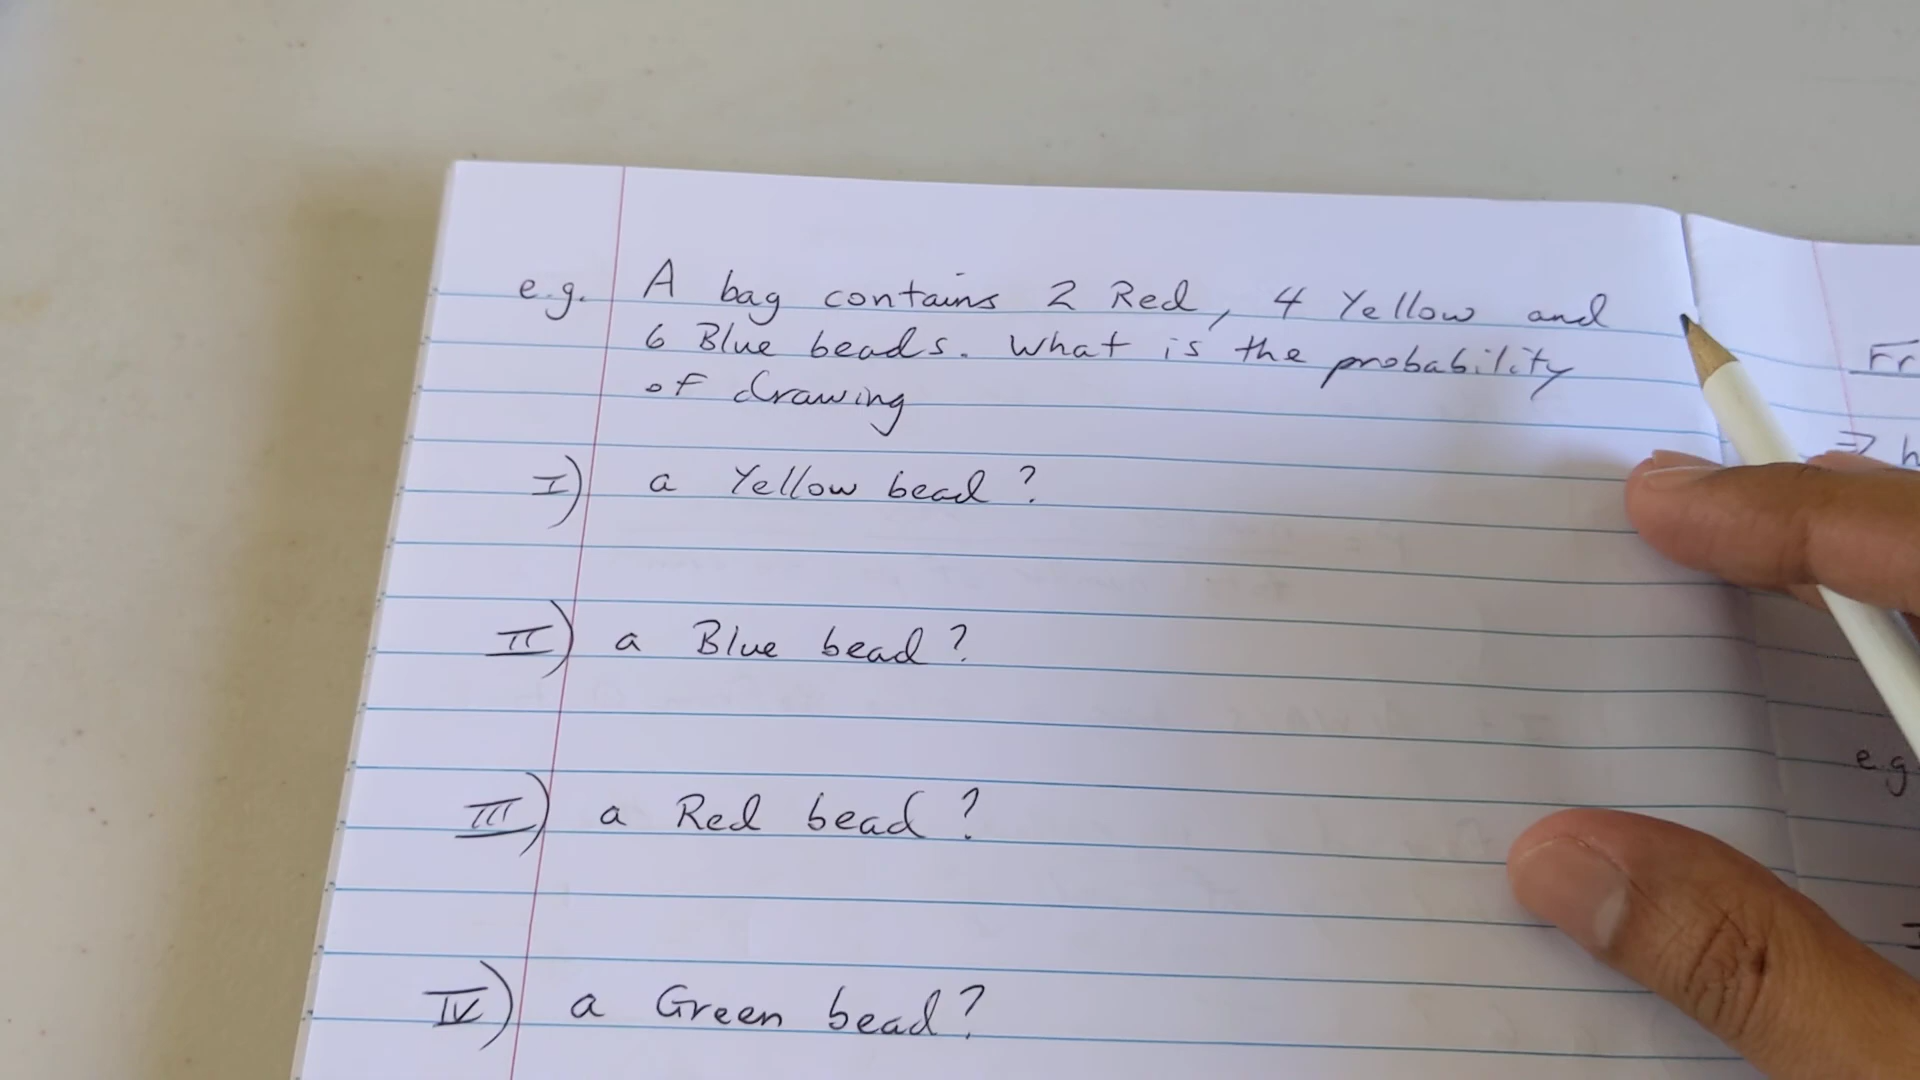 e.g. A bag contains 2 Red, 4 Yellow and
6 Blue beads. What is the probability
of drawing
I) a Yellow bead?
II) a Blue bead?
III) a Red bead?
IV) a Green bead?
⇒ h
e.g